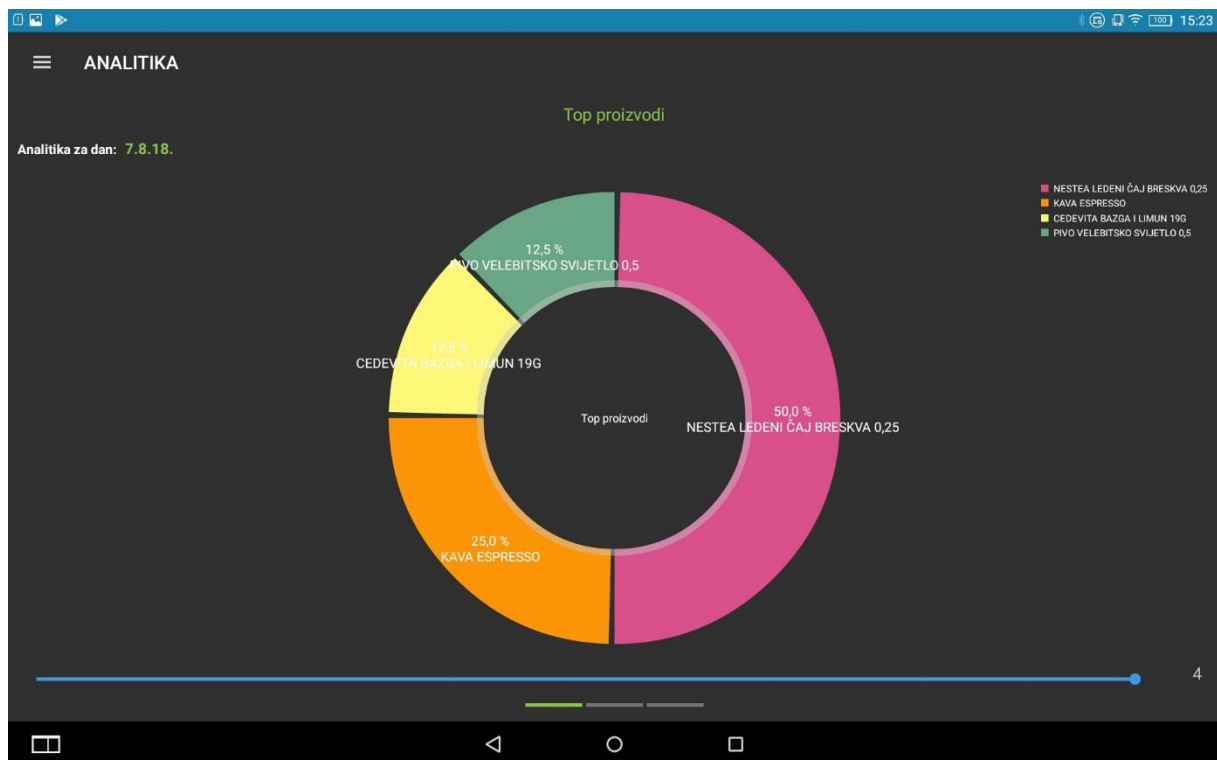 100 15:23
ANALITIKA
Top proizvodi
Analitika za dan: 7.8.18.
NESTEA LEDENI ČAJ BRESKVA 0,25
KAVA ESPRESSO
CEDEVITA BAZGA I LIMUN 19G
PIVO VELEBITSKO SVIJETLO 0,5
12,5 %
PIVO VELEBITSKO SVIJETLO 0,5
12,5 %
CEDEVITA BAZGA I LIMUN 19G
50,0 %
NESTEA LEDENI ČAJ BRESKVA 0,25
Top proizvodi
25,0 %
KAVA ESPRESSO
4